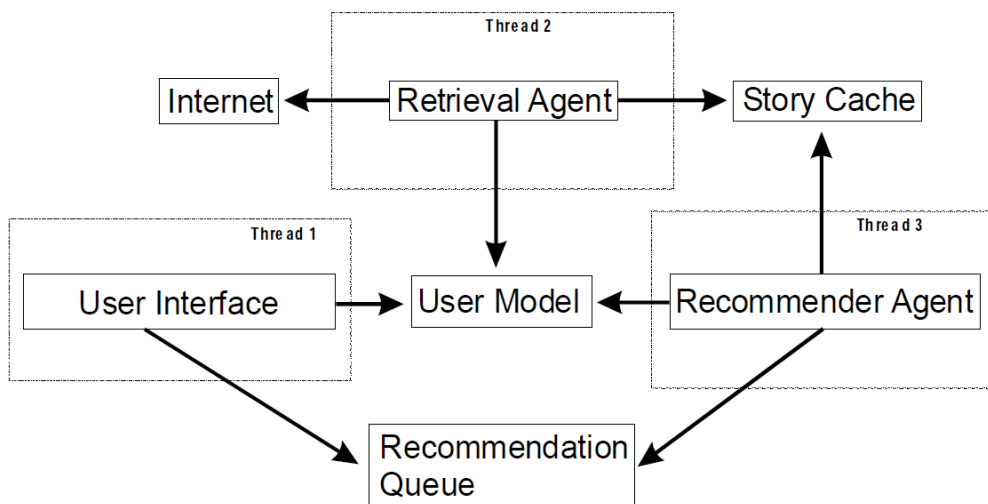 Thread 2
Internet
Retrieval Agent
Story Cache
Thread 1
Thread 3
User Interface
User Model
Recommender Agent
Recommendation
Queue